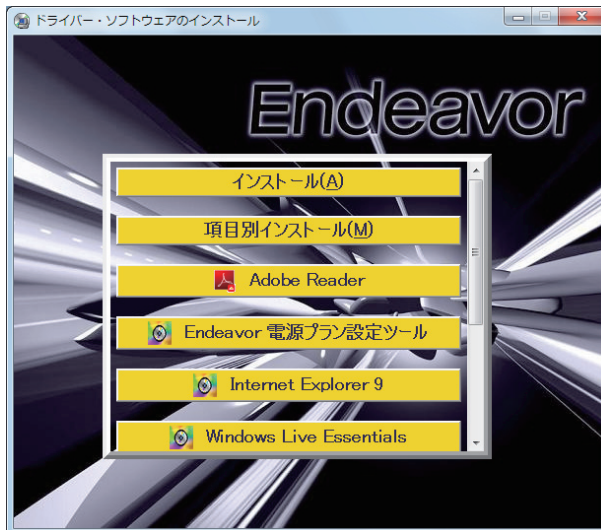 ドライバー・ソフトウェアのインストール
Endeavor
インストール(A)
項目別インストール(M)
Adobe Reader
Endeavor 電源プラン設定ツール
Internet Explorer 9
Windows Live Essentials